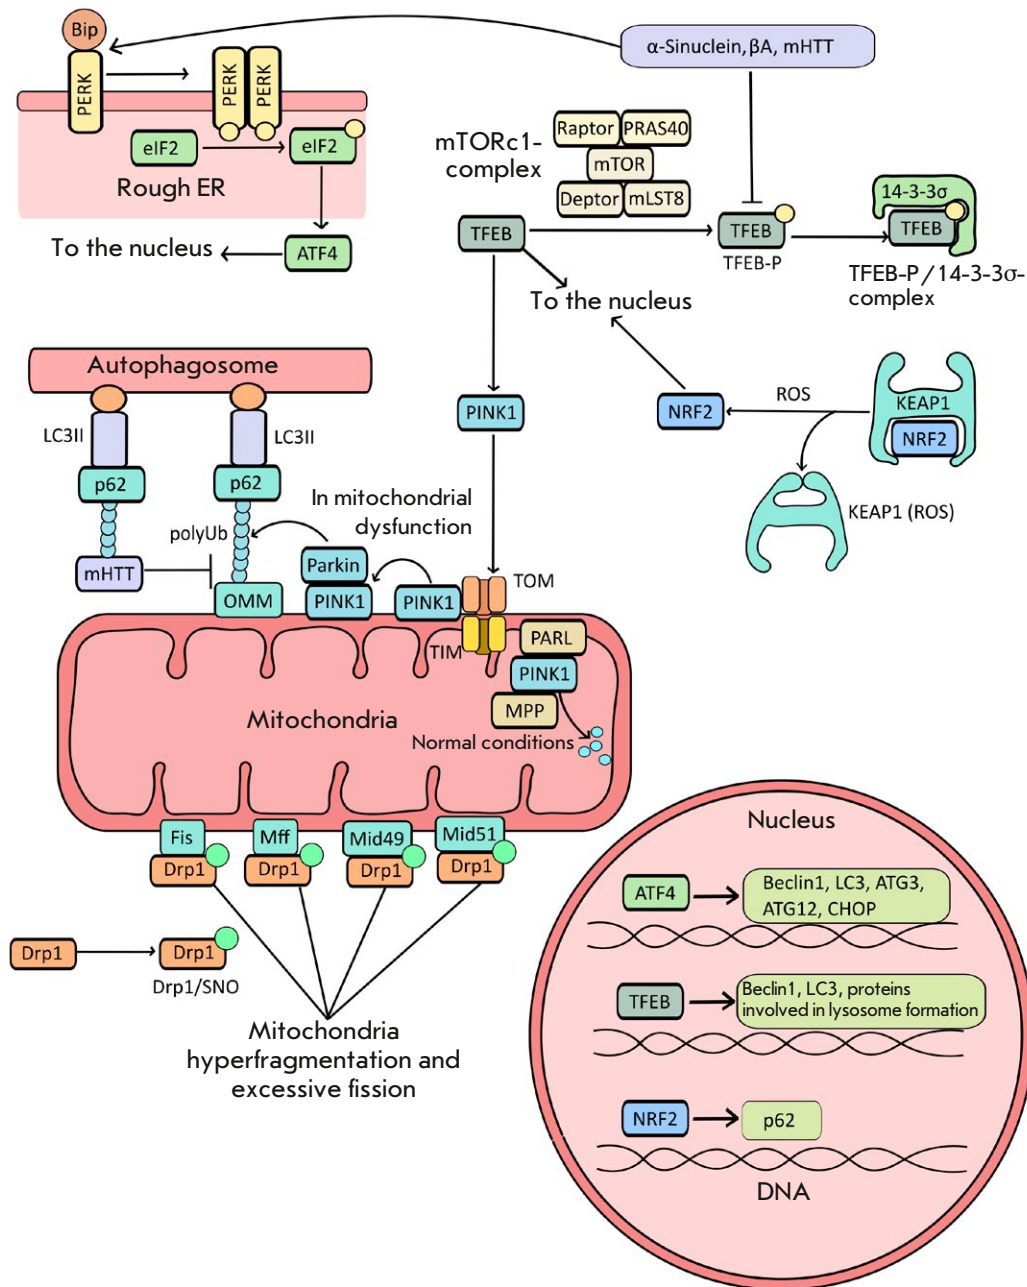 Bip
PERK
PERK
PERK
eIF2
eIF2
Rough ER
To the nucleus
ATF4
α-Sinuclein, βA, mHTT
mTORc1-
complex
Raptor
PRAS40
mTOR
Deptor
mLST8
TFEB
TFEB
TFEB-P
14-3-3σ
TFEB
TFEB-P/14-3-3σ-
complex
To the nucleus
PINK1
NRF2
ROS
KEAP1
NRF2
KEAP1 (ROS)
Autophagosome
LC3II
LC3II
p62
p62
polyUb
mHTT
OMM
In mitochondrial
dysfunction
Parkin
PINK1
PINK1
TOM
TIM
PARL
PINK1
MPP
Normal conditions
Mitochondria
Fis
Mff
Mid49
Mid51
Drp1
Drp1
Drp1
Drp1
Drp1
Drp1
Drp1/SNO
Mitochondria
hyperfragmentation and
excessive fission
Nucleus
ATF4
Beclin1, LC3, ATG3,
ATG12, CHOP
TFEB
Beclin1, LC3, proteins
involved in lysosome formation
NRF2
p62
DNA